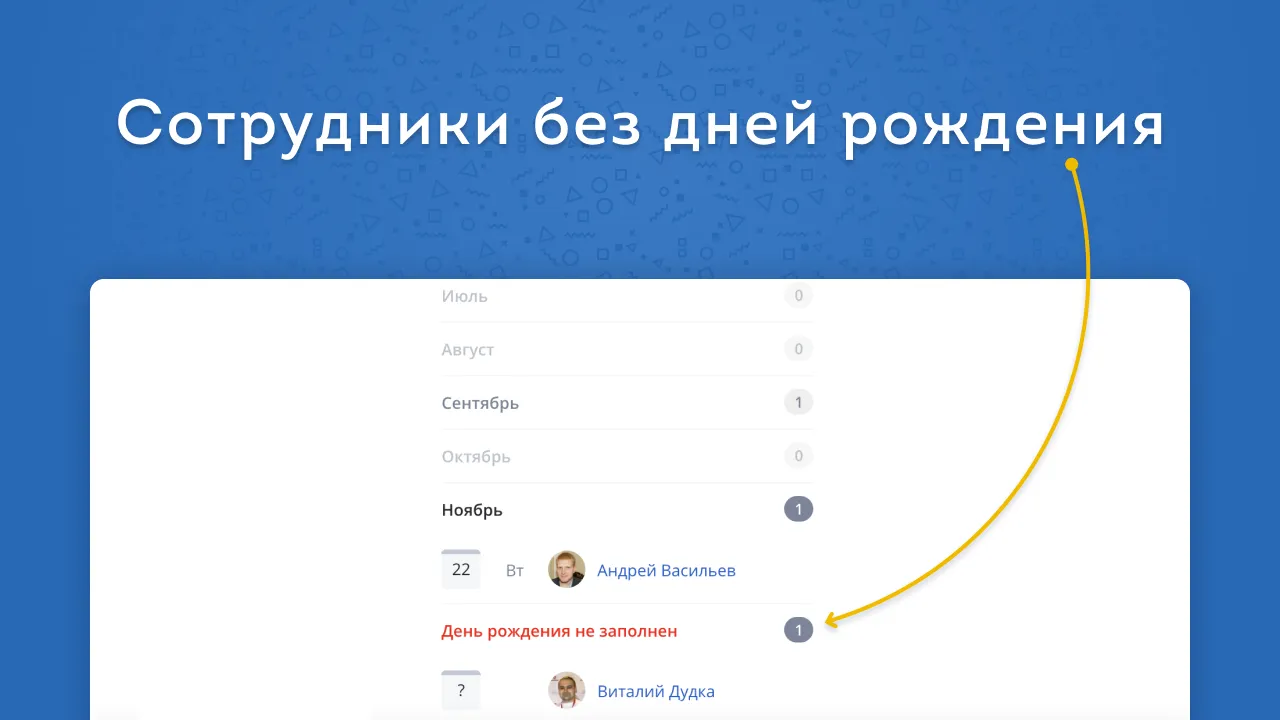 Сотрудники без дней рождения
Июль 0
Август 0
Сентябрь 1
Октябрь 0
Ноябрь 1
22 Вт Андрей Васильев
День рождения не заполнен 1
? Виталий Дудка